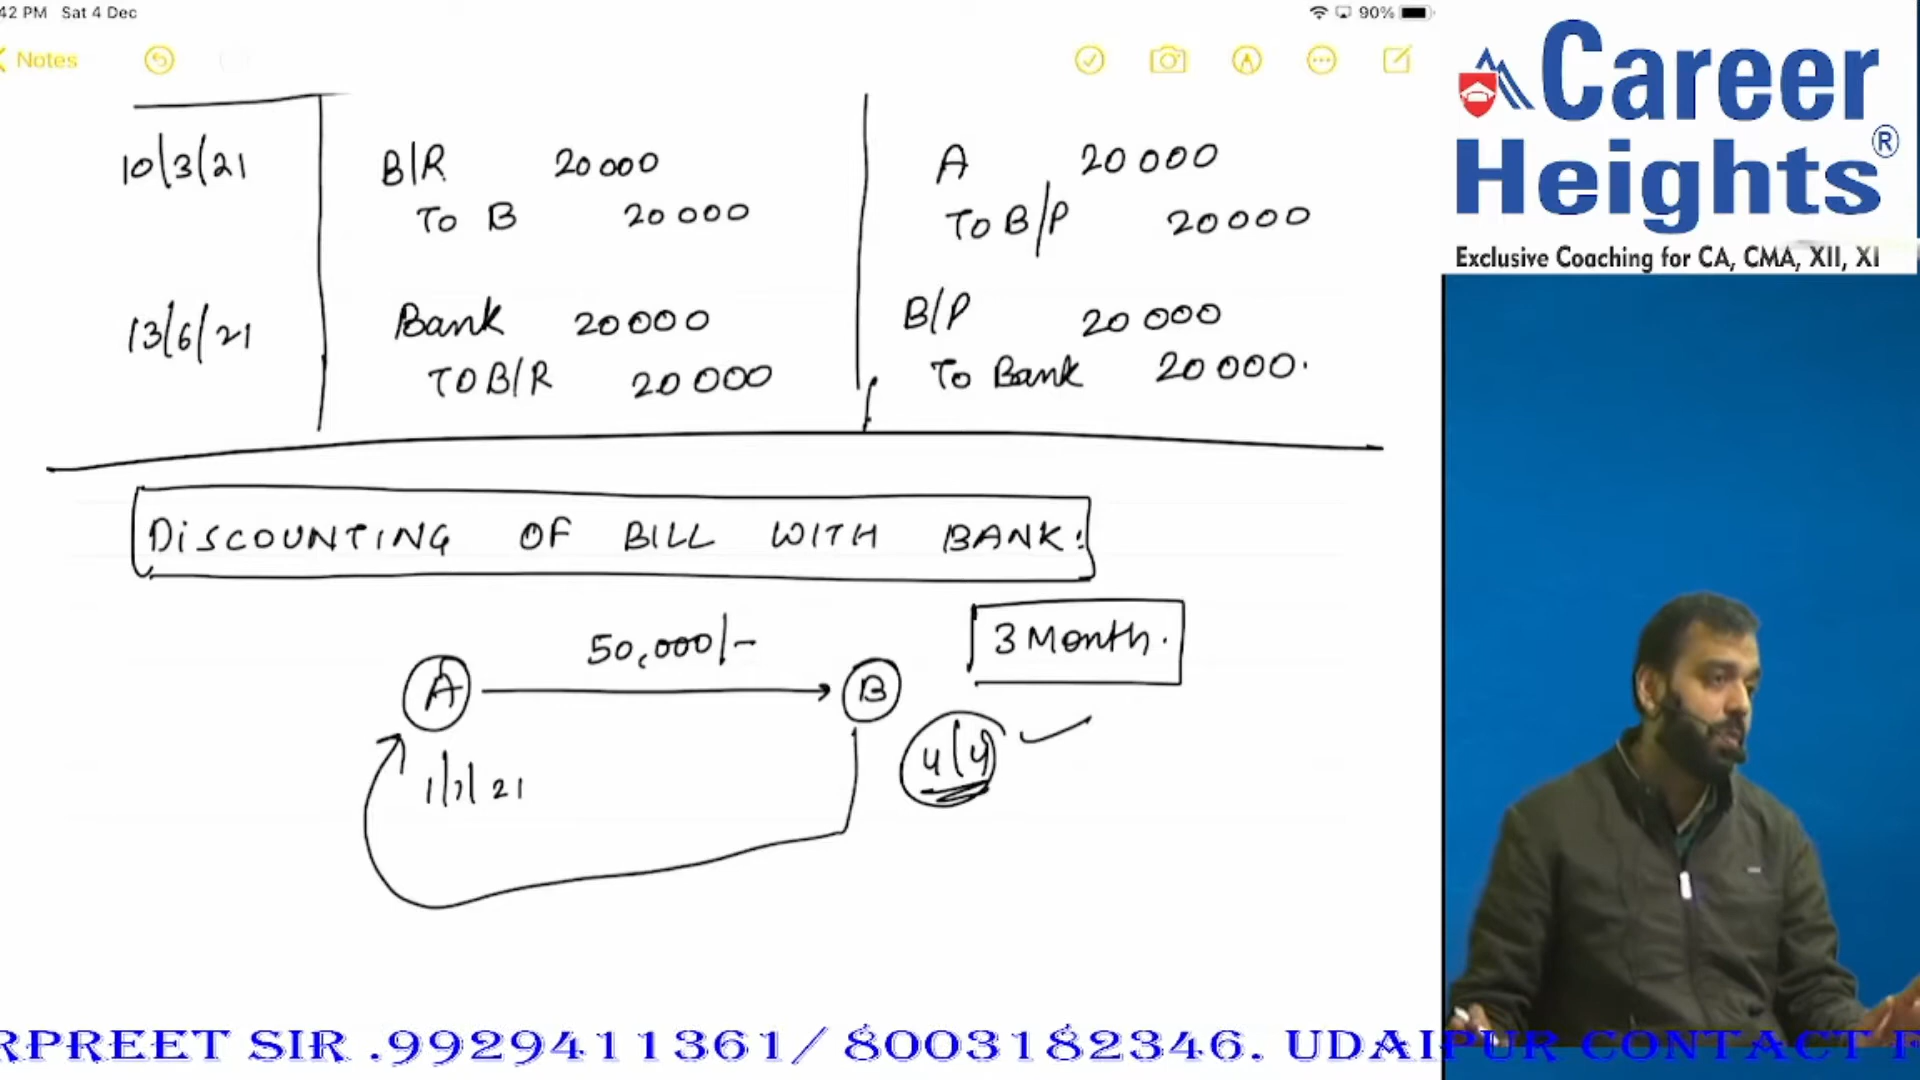 42 PM Sat 4 Dec
90%
Notes
Career
Heights®
Exclusive Coaching for CA, CMA, XII, XI
10/3/21 B/R 20000 A 20000
To B 20000 To B/P 20000
13/6/21 Bank 20000 B/P 20000
TO B/R 20000 To Bank 20000.
DISCOUNTING OF BILL WITH BANK:
50,000/- 3 Month.
A B
1/1/21 4/4
RPREET SIR .9929411361/ 8003182346. UDAIPUR CONTACT F